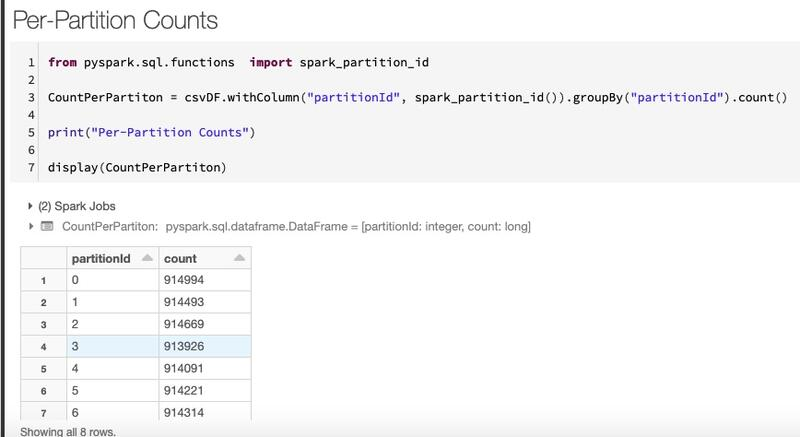 Per-Partition Counts
1 from pyspark.sql.functions  import spark_partition_id
2
3 CountPerPartiton = csvDF.withColumn("partitionId", spark_partition_id()).groupBy("partitionId").count()
4
5 print("Per-Partition Counts")
6
7 display(CountPerPartiton)
(2) Spark Jobs
CountPerPartiton: pyspark.sql.dataframe.DataFrame = [partitionId: integer, count: long]
partitionId count
1 0 914994
2 1 914493
3 2 914669
4 3 913926
5 4 914091
6 5 914221
7 6 914314
Showing all 8 rows.